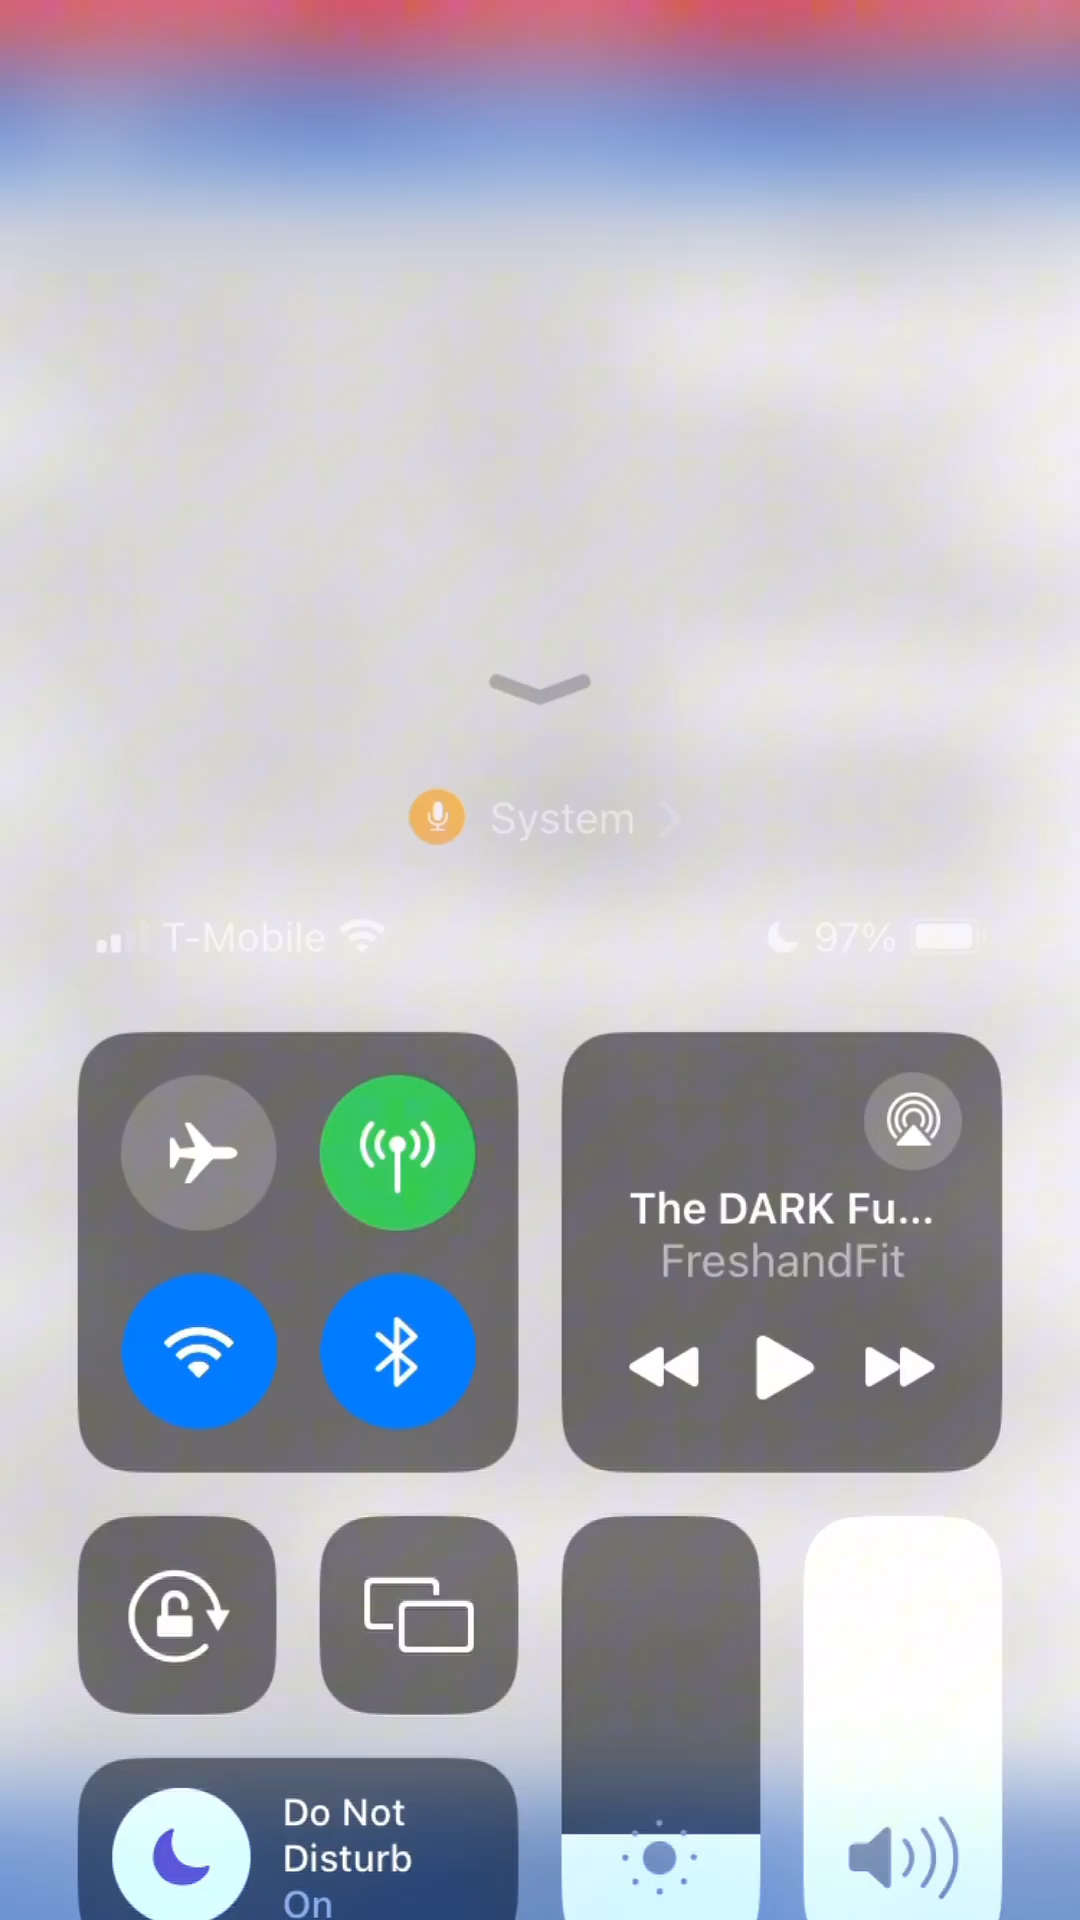 System
T-Mobile 97%
The DARK Fu...
FreshandFit
Do Not
Disturb
On